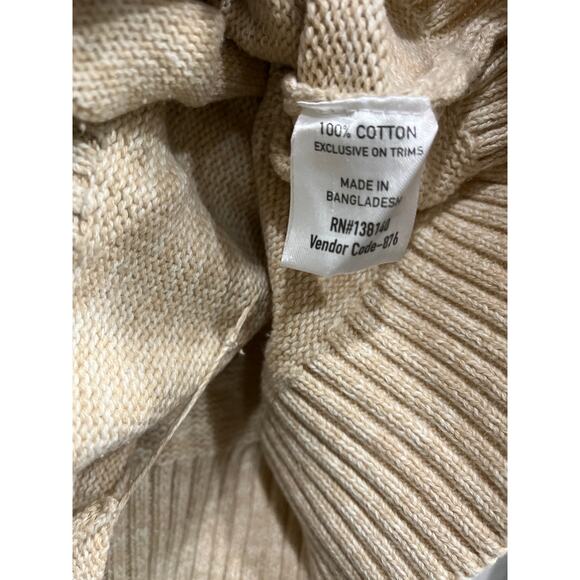 100% COTTON
EXCLUSIVE ON TRIMS
MADE IN
BANGLADESH
RN#138140
Vendor Code-876